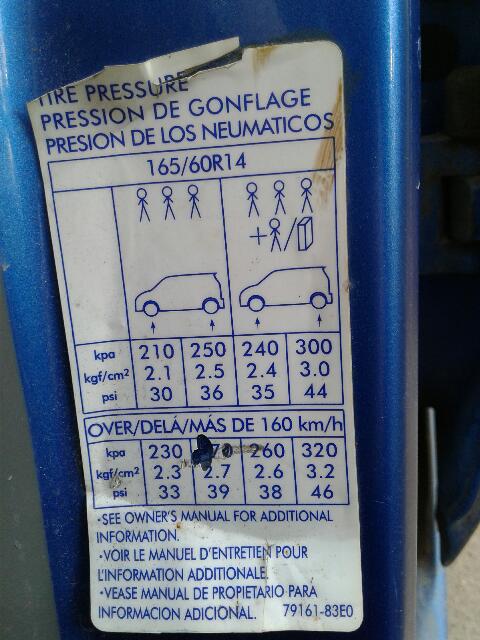 TIRE PRESSURE
PRESSION DE GONFLAGE
PRESION DE LOS NEUMATICOS
165/60R14
+ /
kpa 210 250 240 300
kgf/cm2 2.1 2.5 2.4 3.0
psi 30 36 35 44
OVER/DELÁ/MÁS DE 160 km/h
kpa 230 70 260 320
kgf/cm2 2.3 2.7 2.6 3.2
psi 33 39 38 46
·SEE OWNER'S MANUAL FOR ADDITIONAL
INFORMATION.
·VOIR LE MANUEL D'ENTRETIEN POUR
L'INFORMATION ADDITIONALE.
·VEASE MANUAL DE PROPIETARIO PARA
INFORMACION ADICIONAL. 79161-83E0